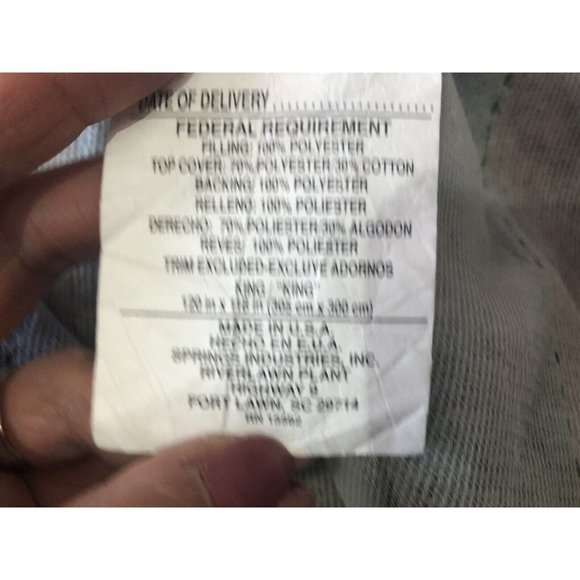 DATE OF DELIVERY
FEDERAL REQUIREMENT
FILLING: 100% POLYESTER
TOP COVER: 70% POLYESTER 30% COTTON
BACKING: 100% POLYESTER
RELLENO: 100% POLIESTER
DERECHO: 70% POLIESTER 30% ALGODON
REVES/ 100% POLIESTER
TRIM EXCLUDED-EXCLUYE ADORNOS
KING "KING"
120 in x 118 in (305 cm x 300 cm)
MADE IN U.S.A.
HECHO EN E.U.A.
SPRINGS INDUSTRIES, INC.
RIVERLAWN PLANT
HIGHWAY 9
FORT LAWN, SC 29714
RN